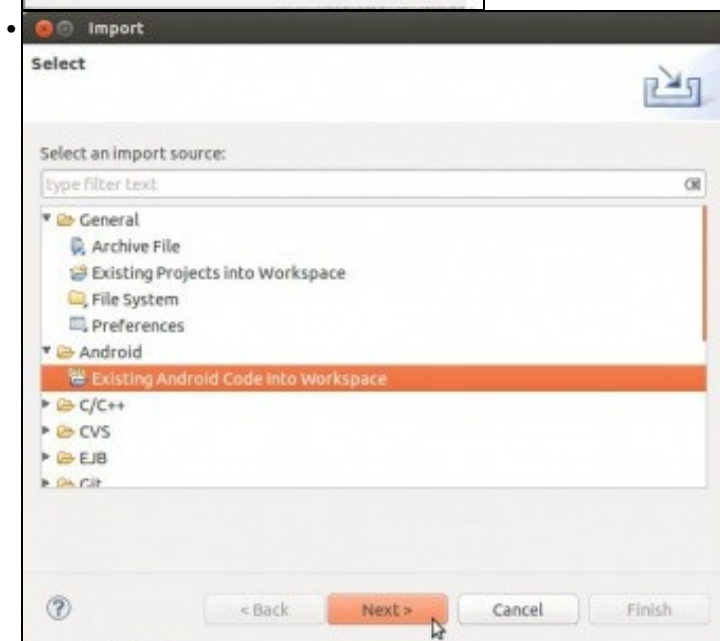 Import
Select
Select an import source:
type filter text
General
Archive File
Existing Projects into Workspace
File System
Preferences
Android
Existing Android Code Into Workspace
C/C++
CVS
EJB
Git
< Back Next > Cancel Finish